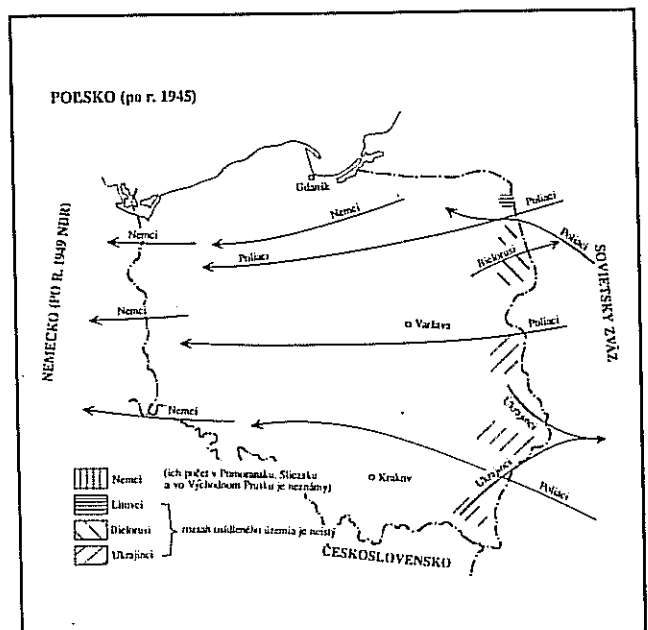 POĽSKO (po r. 1945)
Gdaňsk
Nemci
Poliaci
Nemci
Poliaci
Poliaci
Bielorusi
NEMECKO (PO R. 1949 NDR)
SOVIETSKY ZVÄZ
Nemci
Varšava
Poliaci
Nemci
Ukrajinci
Ukrajinci
Krakov
Poliaci
Nemci (ich počet v Pomoransku, Sliezsku
a vo Východnom Prusku je neznámy)
Litovci
Bielorusi
rozsah osídleného územia je neistý
Ukrajinci
ČESKOSLOVENSKO